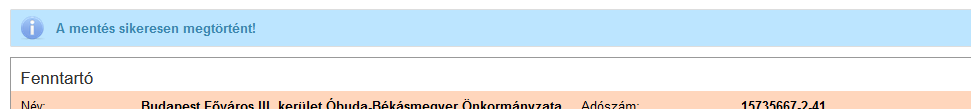 A mentés sikeresen megtörtént!
Fenntartó
Név: Budapest Főváros III. kerület Óbuda-Békásmegyer Önkormányzata Adószám: 15735667-2-41